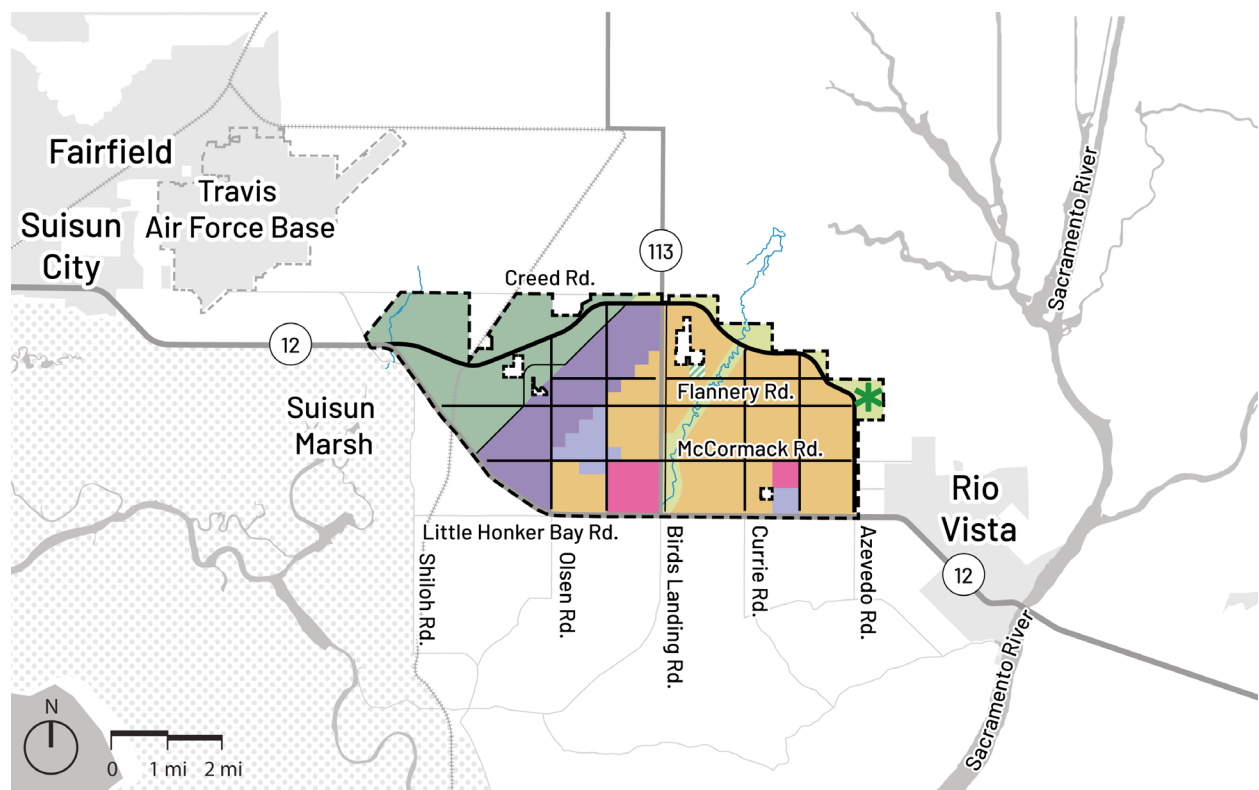 Fairfield
Travis
Air Force Base
Suisun
City
113
Creed Rd.
12
Sacramento River
Flannery Rd.
Suisun
Marsh
McCormack Rd.
Rio
Vista
Little Honker Bay Rd.
Shiloh Rd.
Olsen Rd.
Birds Landing Rd.
Currie Rd.
Azevedo Rd.
12
Sacramento River
N
0 1 mi 2 mi